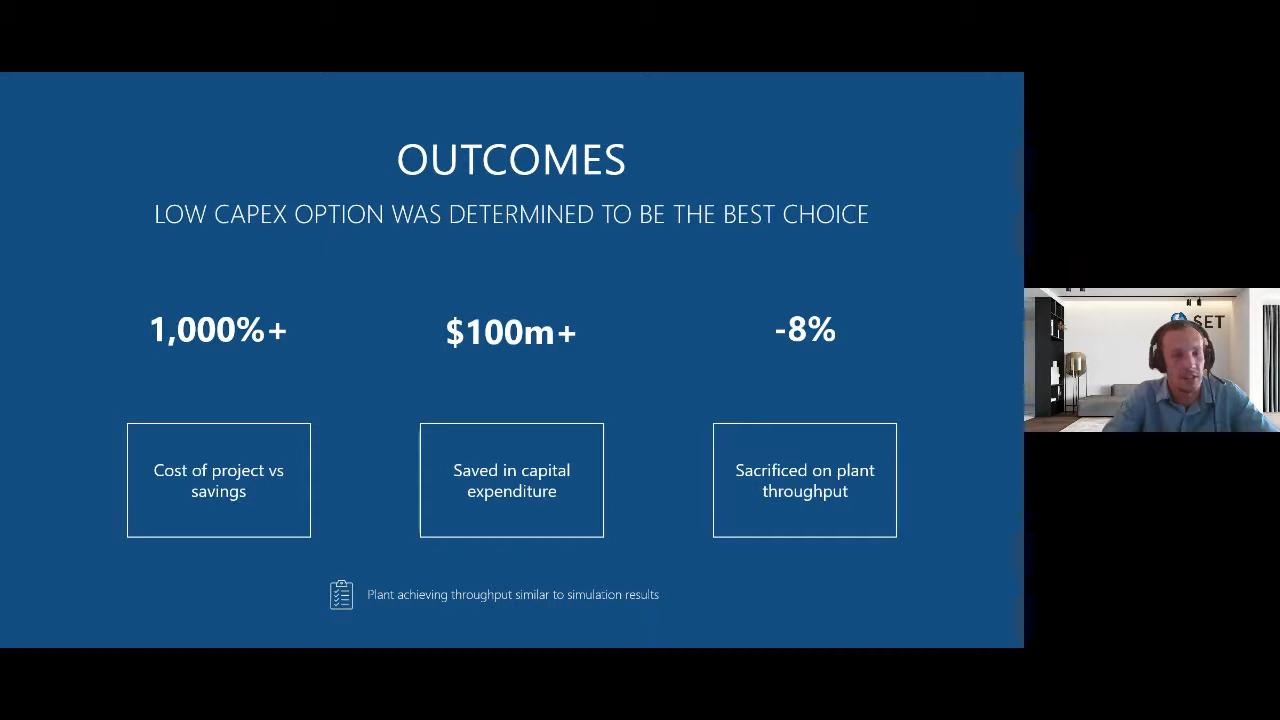 OUTCOMES
LOW CAPEX OPTION WAS DETERMINED TO BE THE BEST CHOICE
1,000%+
$100m+
-8%
Cost of project vs
savings
Saved in capital
expenditure
Sacrificed on plant
throughput
Plant achieving throughput similar to simulation results
SET